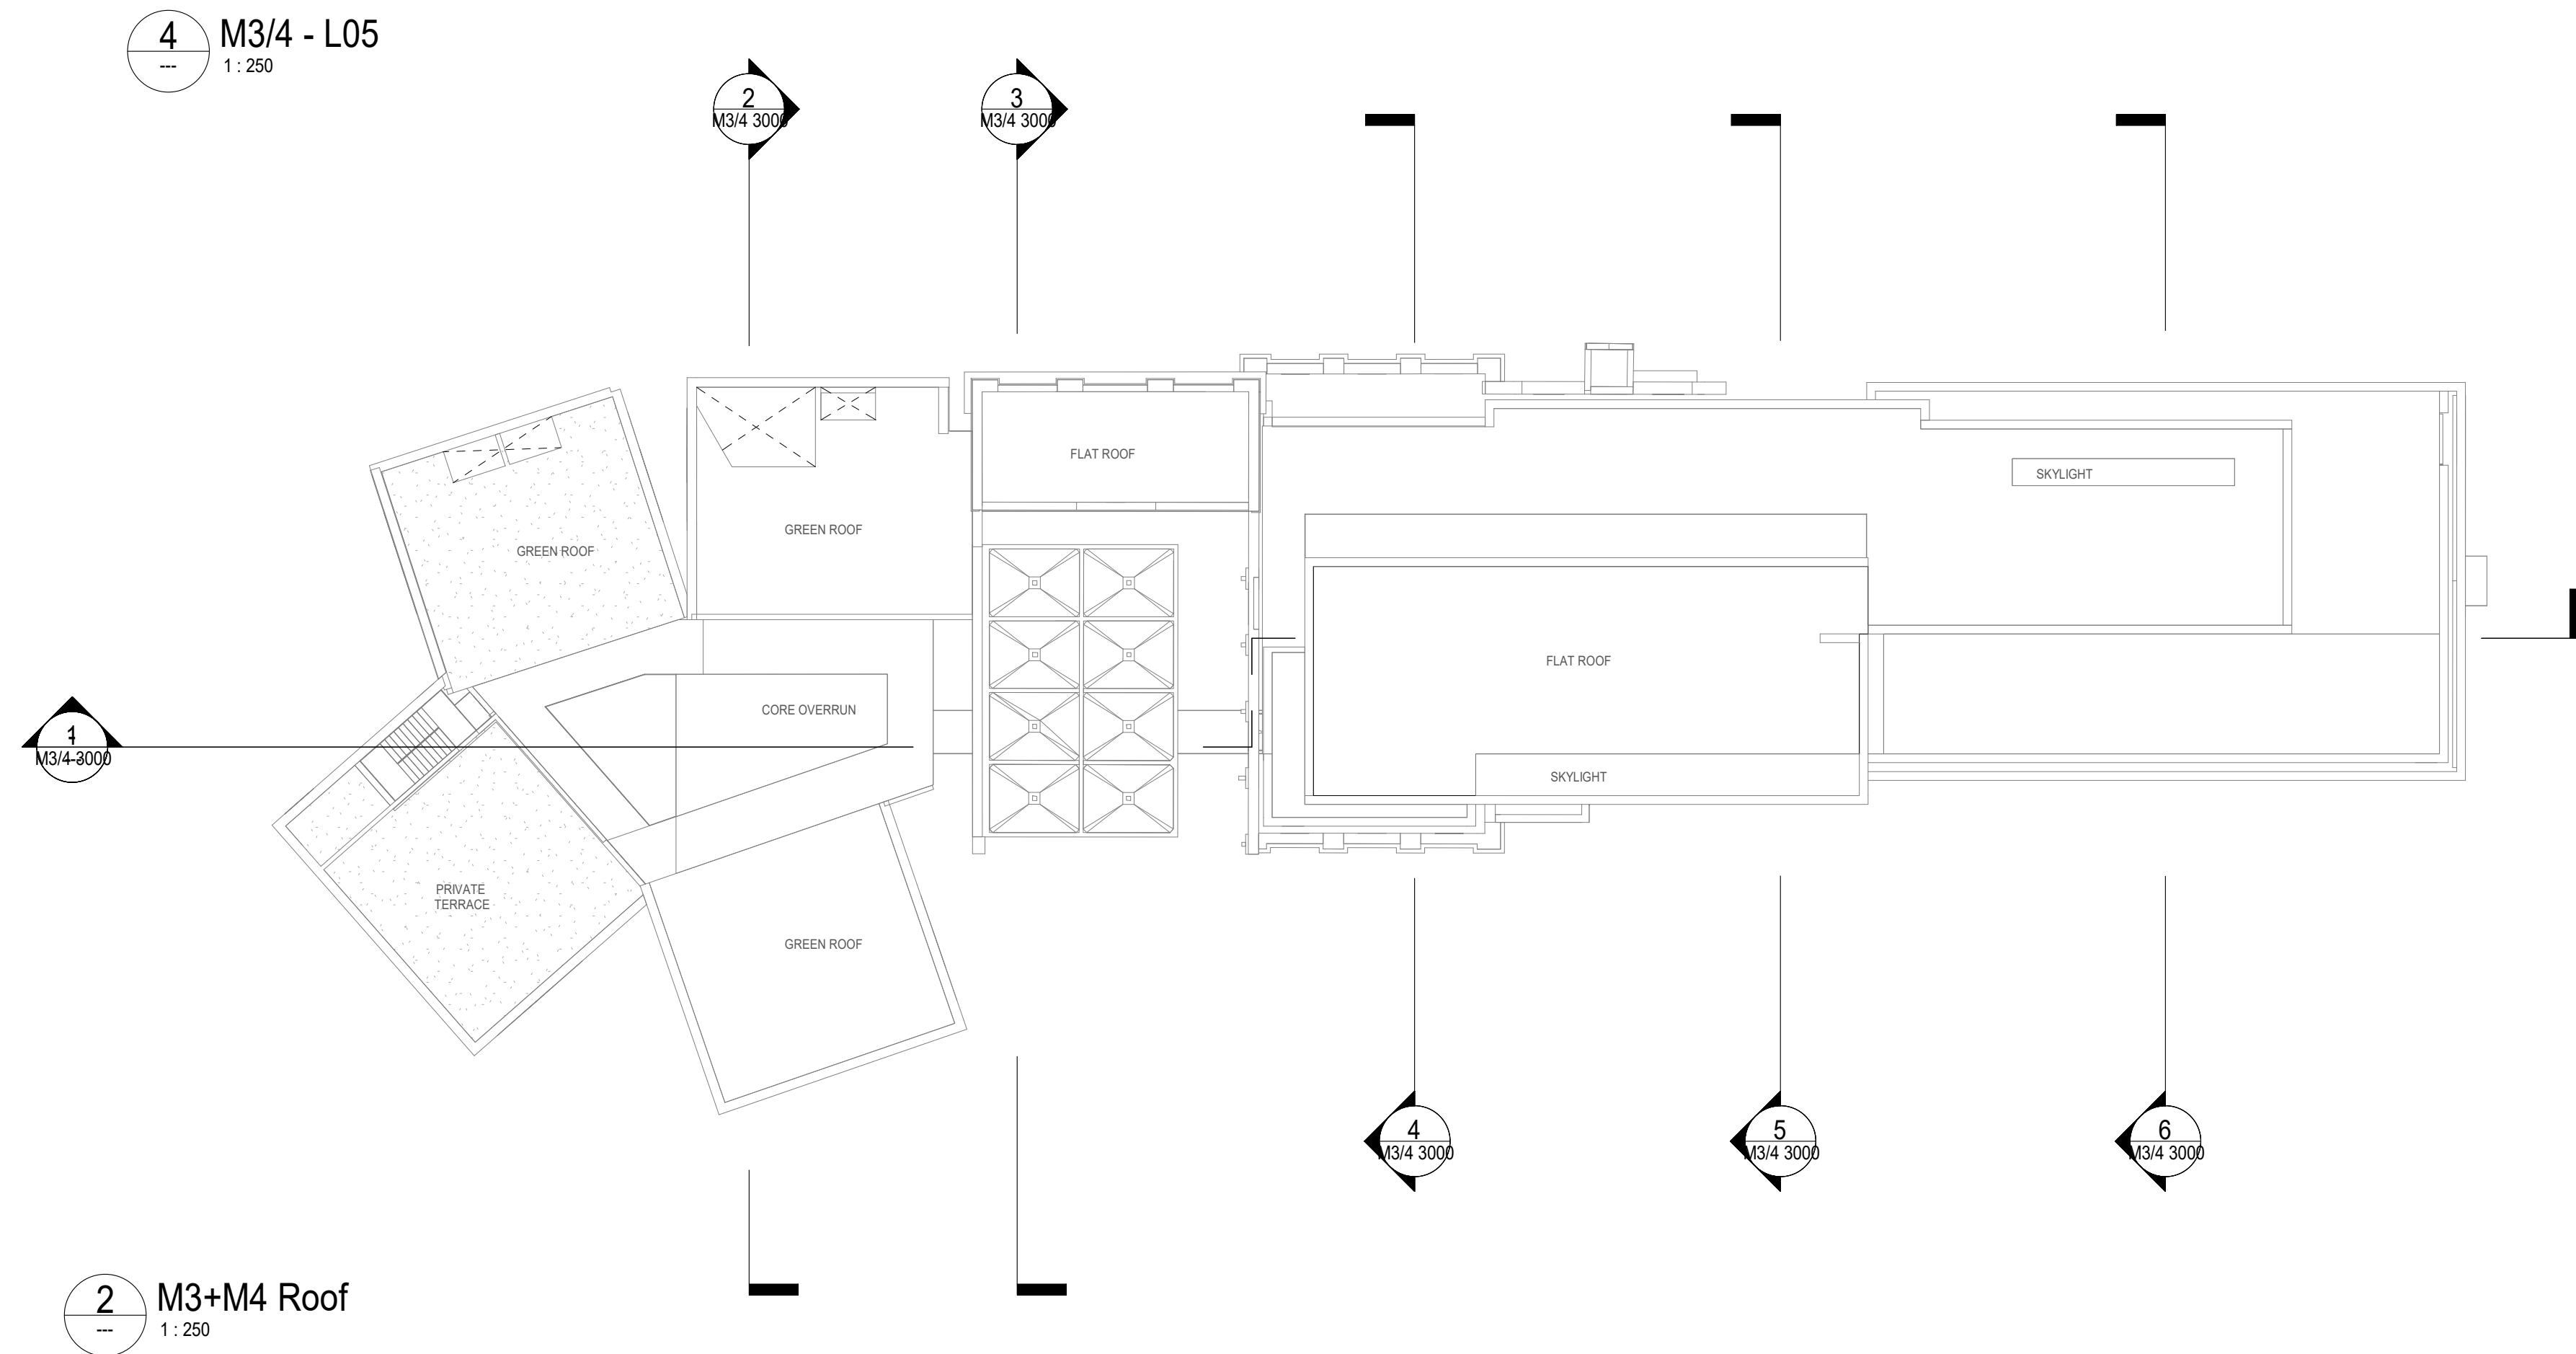 4
M3/4 - L05
---
1 : 250
2
M3/4 3000
3
M3/4 3000
FLAT ROOF
SKYLIGHT
GREEN ROOF
GREEN ROOF
FLAT ROOF
CORE OVERRUN
1
M3/4 3000
SKYLIGHT
PRIVATE
TERRACE
GREEN ROOF
4
M3/4 3000
5
M3/4 3000
6
M3/4 3000
2
M3+M4 Roof
---
1 : 250